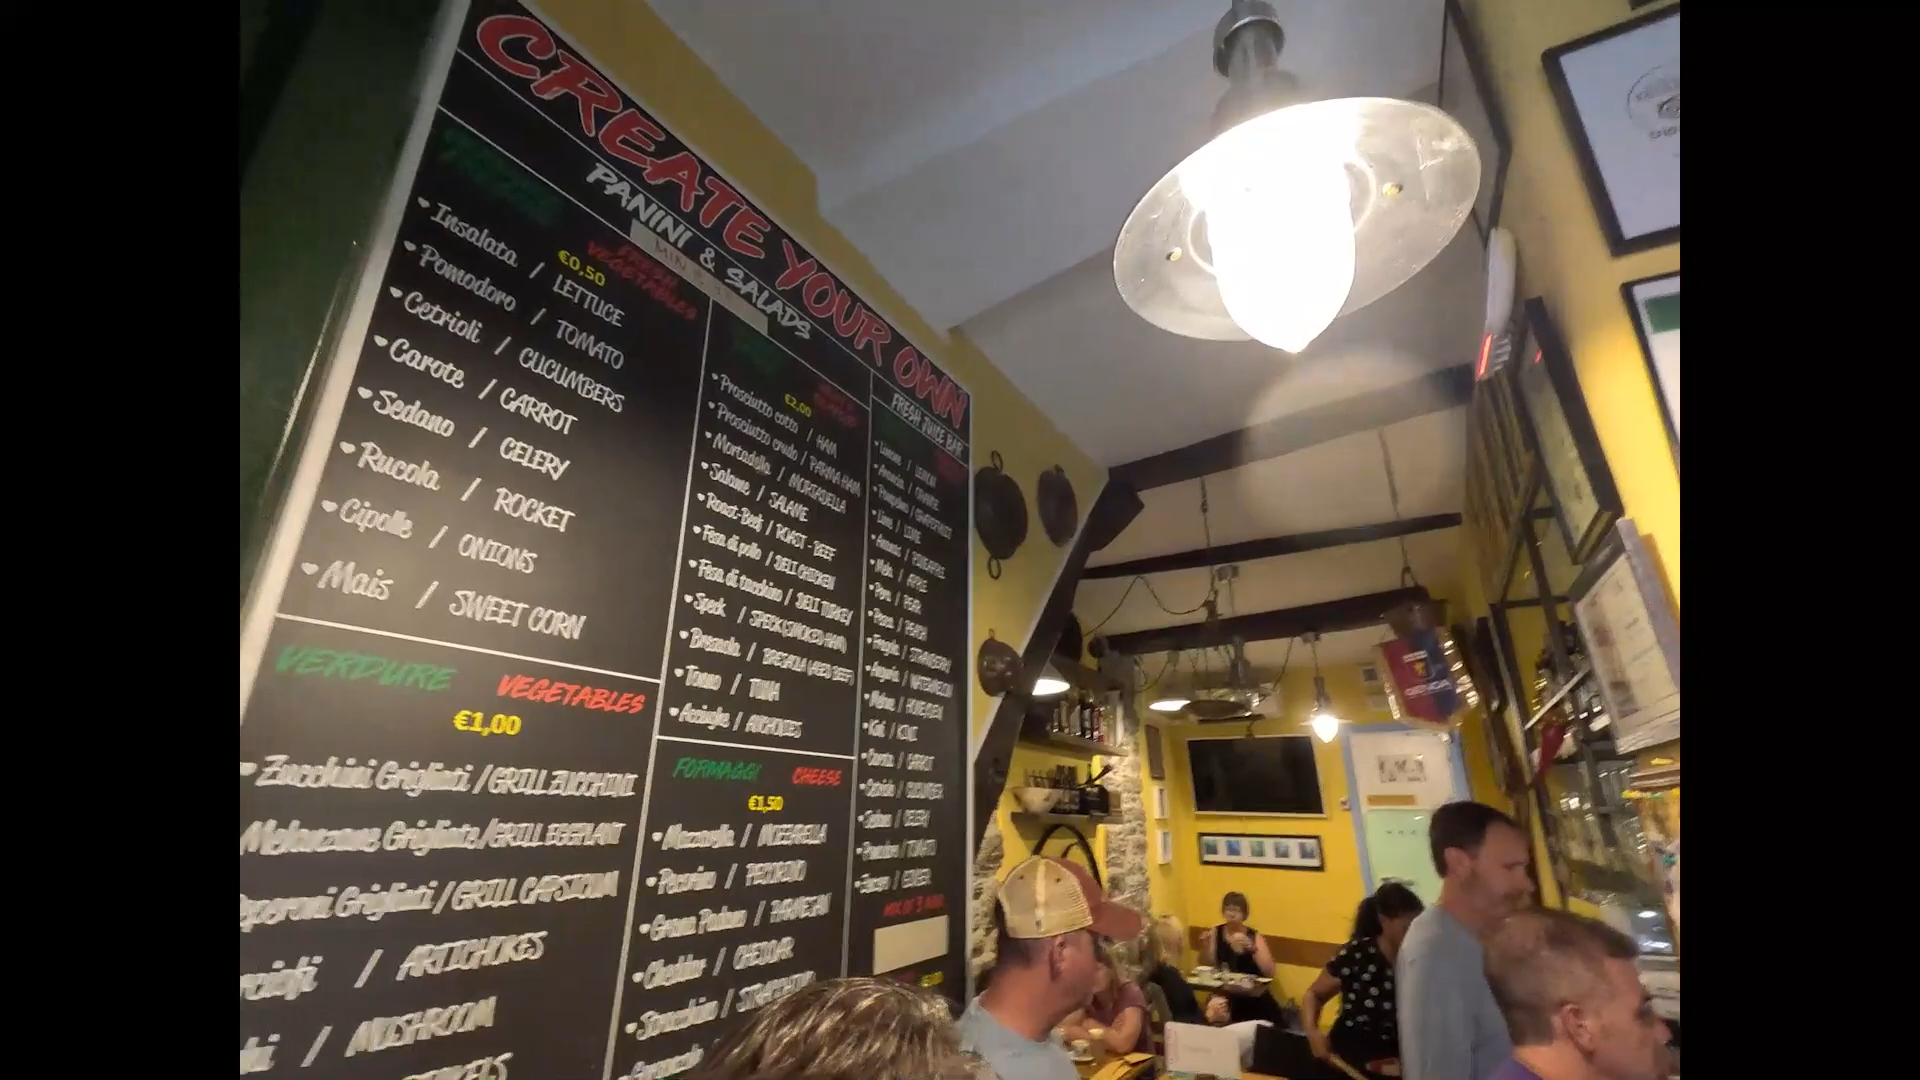 CREATE YOUR OWN
PANINI & SALADS
FRESH
VEGETABLES
€0,50
• Insalata / LETTUCE
• Pomodoro / TOMATO
• Cetrioli / CUCUMBERS
• Carote / CARROT
• Sedano / CELERY
• Rucola / ROCKET
• Cipolle / ONIONS
• Mais / SWEET CORN
VERDURE VEGETABLES
€1,00
• Zucchini Grigliati / GRILL ZUCCHINI
Melanzane Grigliate / GRILL EGGPLANT
Grigliati / GRILL CAPSICUM
/ ARTICHOKES
/ MUSHROOM
€2,00
• Prosciutto cotto / HAM
• Prosciutto crudo / PARMA HAM
• Mortadella / MORTADELLA
• Salame / SALAME
• Roast-Beef / ROAST-BEEF
• Fesa di pollo / DELI CHICKEN
• Fesa di tacchino / DELI TURKEY
• Speck / SPECK (SMOKED HAM)
• Bresaola / BRESAOLA (AGED BEEF)
• Tonno / TUNA
• Acciughe / ANCHOVIES
FORMAGGI CHEESE
€1,50
• Mozzarella / MOZZARELLA
• Pecorino / PECORINO
• Grana Padano / PARMESAN
• Cheddar / CHEDDAR
• Stracchino / STRACCHINO
FRESH JUICE BAR
• Limone / LEMON
• Arancia / ORANGE
• Pompelmo / GRAPEFRUIT
• Lime / LIME
• Ananas / PINEAPPLE
• Mela / APPLE
• Pera / PEAR
• Pesca / PEACH
• Fragola / STRAWBERRY
• Anguria / WATERMELON
• Melone / HONEYDEW
• Kiwi / KIWI
• Carota / CARROT
• Cetriolo / CUCUMBER
• Sedano / CELERY
• Pomodoro / TOMATO
• Zenzero / GINGER
MIX OF 3
GENOA